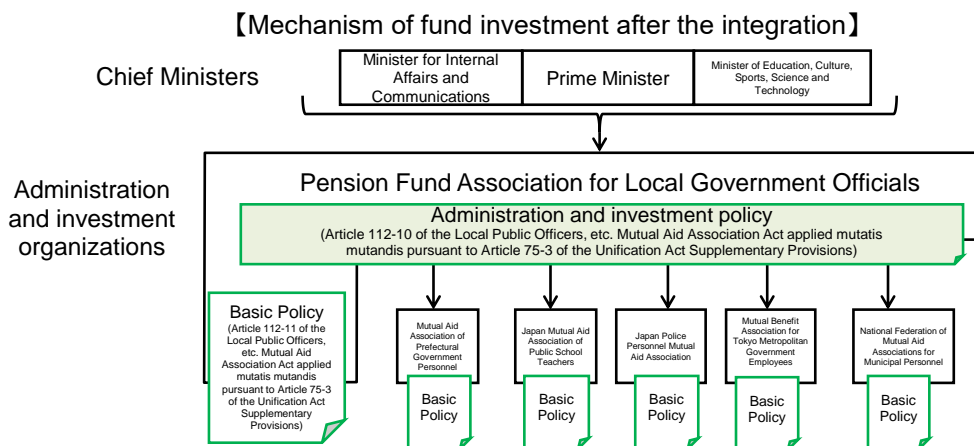 【Mechanism of fund investment after the integration】
Chief Ministers
Minister for Internal
Affairs and
Communications
Prime Minister
Minister of Education, Culture,
Sports, Science and
Technology
Administration
and investment
organizations
Pension Fund Association for Local Government Officials
Administration and investment policy
(Article 112-10 of the Local Public Officers, etc. Mutual Aid Association Act applied mutatis
mutandis pursuant to Article 75-3 of the Unification Act Supplementary Provisions)
Basic Policy
(Article 112-11 of the
Local Public Officers,
etc. Mutual Aid
Association Act applied
mutatis mutandis
pursuant to Article 75-3
of the Unification Act
Supplementary
Provisions)
Mutual Aid
Association of
Prefectural
Government
Personnel
Basic
Policy
Japan Mutual Aid
Association of
Public School
Teachers
Basic
Policy
Japan Police
Personnel Mutual
Aid Association
Basic
Policy
Mutual Benefit
Association for
Tokyo Metropolitan
Government
Employees
Basic
Policy
National Federation of
Mutual Aid
Associations for
Municipal Personnel
Basic
Policy